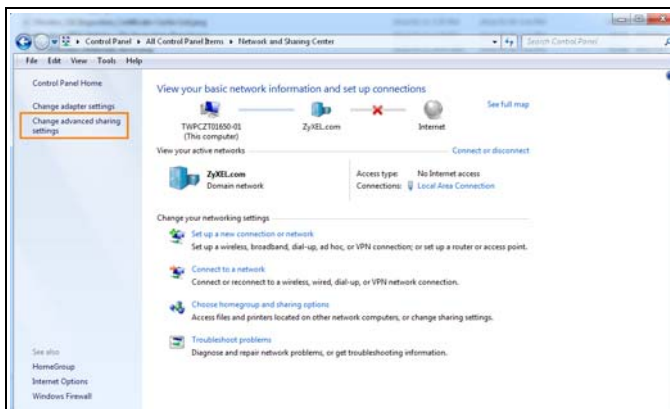 Control Panel ▸ All Control Panel Items ▸ Network and Sharing Center
Search Control Panel
File Edit View Tools Help
Control Panel Home
Change adapter settings
Change advanced sharing
settings
See also
HomeGroup
Internet Options
Windows Firewall
View your basic network information and set up connections
See full map
TWPCZT01650-01
(This computer)
ZyXEL.com
Internet
View your active networks
Connect or disconnect
ZyXEL.com
Domain network
Access type: No Internet access
Connections: Local Area Connection
Change your networking settings
Set up a new connection or network
Set up a wireless, broadband, dial-up, ad hoc, or VPN connection; or set up a router or access point.
Connect to a network
Connect or reconnect to a wireless, wired, dial-up, or VPN network connection.
Choose homegroup and sharing options
Access files and printers located on other network computers, or change sharing settings.
Troubleshoot problems
Diagnose and repair network problems, or get troubleshooting information.